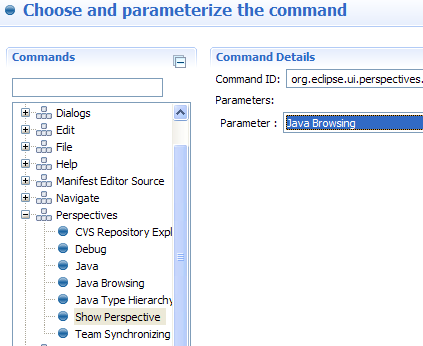 Choose and parameterize the command
Commands
Dialogs
Edit
File
Help
Manifest Editor Source
Navigate
Perspectives
CVS Repository Expl
Debug
Java
Java Browsing
Java Type Hierarchy
Show Perspective
Team Synchronizing
Command Details
Command ID: org.eclipse.ui.perspectives.
Parameters:
Parameter : Java Browsing